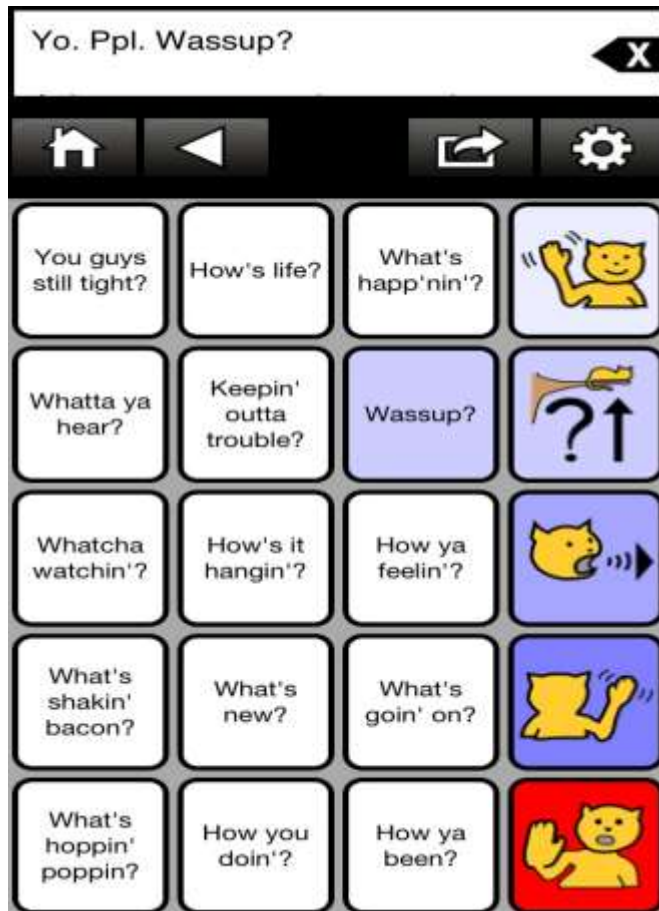 Yo. Ppl. Wassup?
X
You guys
still tight?
How's life?
What's
happ'nin'?
Whatta ya
hear?
Keepin'
outta
trouble?
Wassup?
?
Whatcha
watchin'?
How's it
hangin'?
How ya
feelin'?
What's
shakin'
bacon?
What's
new?
What's
goin' on?
What's
hoppin'
poppin?
How you
doin'?
How ya
been?